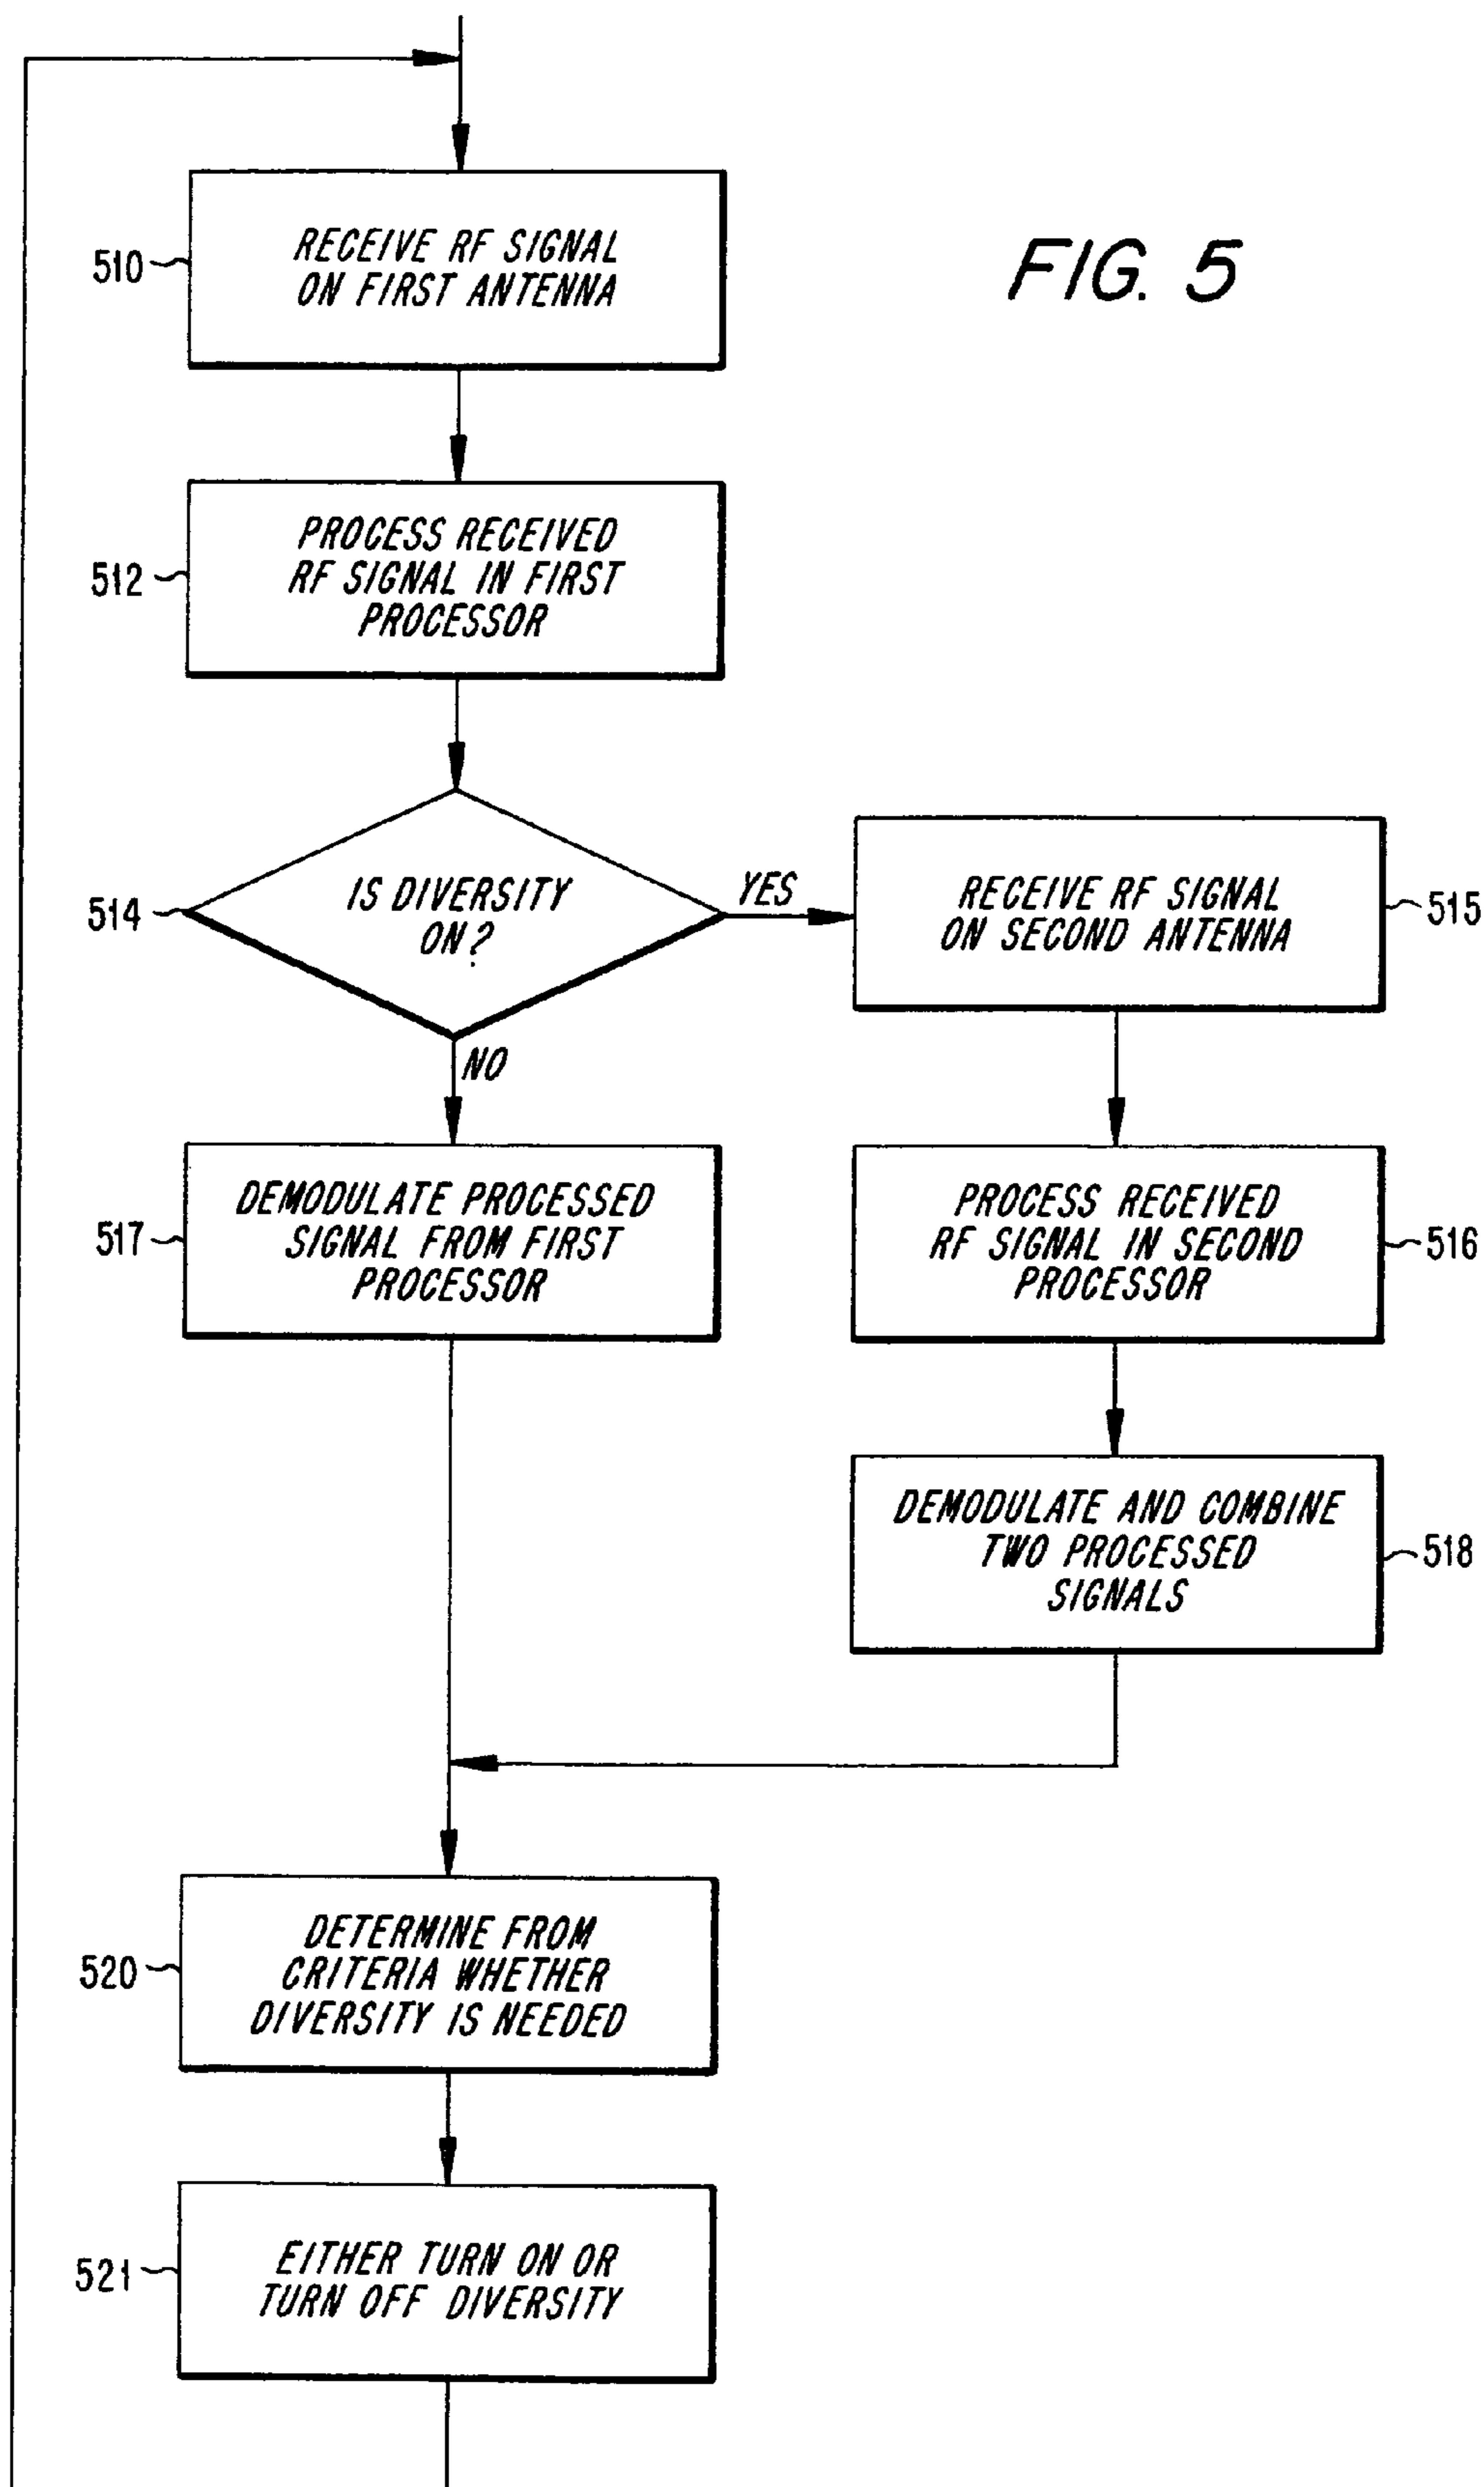 FIG. 5
510
RECEIVE RF SIGNAL
ON FIRST ANTENNA
512
PROCESS RECEIVED
RF SIGNAL IN FIRST
PROCESSOR
514
IS DIVERSITY
ON?
YES
NO
RECEIVE RF SIGNAL
ON SECOND ANTENNA
515
517
DEMODULATE PROCESSED
SIGNAL FROM FIRST
PROCESSOR
PROCESS RECEIVED
RF SIGNAL IN SECOND
PROCESSOR
516
DEMODULATE AND COMBINE
TWO PROCESSED
SIGNALS
518
520
DETERMINE FROM
CRITERIA WHETHER
DIVERSITY IS NEEDED
521
EITHER TURN ON OR
TURN OFF DIVERSITY